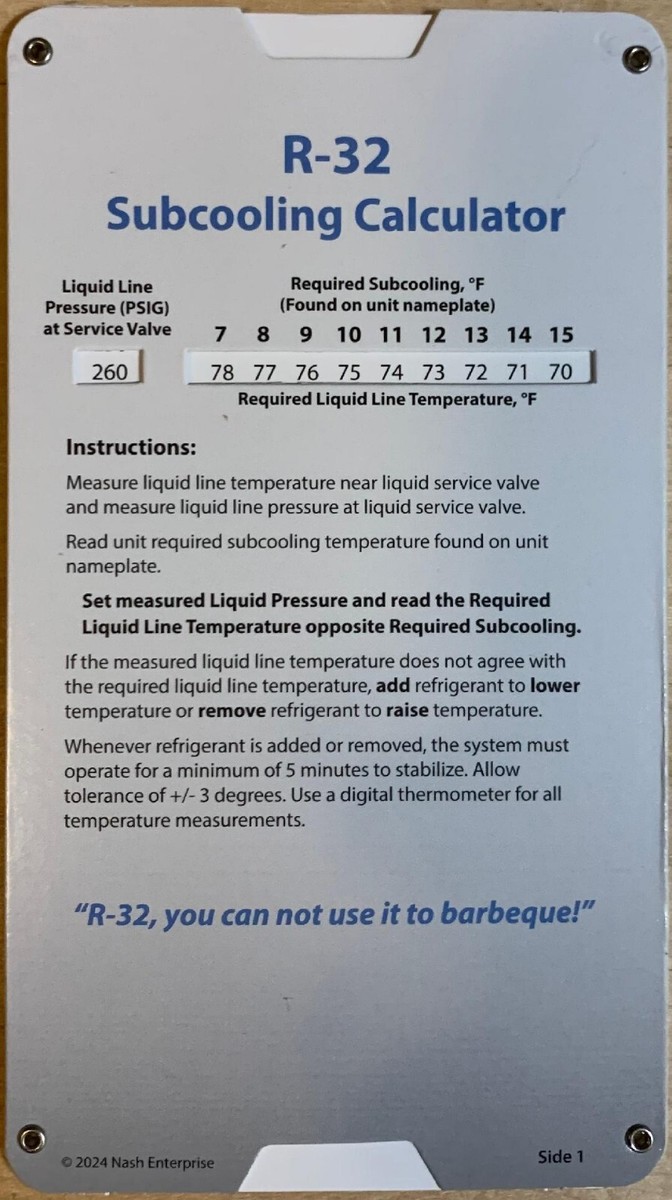 R-32
Subcooling Calculator
Liquid Line
Pressure (PSIG)
at Service Valve
Required Subcooling, °F
(Found on unit nameplate)
7 8 9 10 11 12 13 14 15
260 78 77 76 75 74 73 72 71 70
Required Liquid Line Temperature, °F
Instructions:
Measure liquid line temperature near liquid service valve
and measure liquid line pressure at liquid service valve.
Read unit required subcooling temperature found on unit
nameplate.
Set measured Liquid Pressure and read the Required
Liquid Line Temperature opposite Required Subcooling.
If the measured liquid line temperature does not agree with
the required liquid line temperature, add refrigerant to lower
temperature or remove refrigerant to raise temperature.
Whenever refrigerant is added or removed, the system must
operate for a minimum of 5 minutes to stabilize. Allow
tolerance of +/- 3 degrees. Use a digital thermometer for all
temperature measurements.
“R-32, you can not use it to barbeque!”
© 2024 Nash Enterprise
Side 1